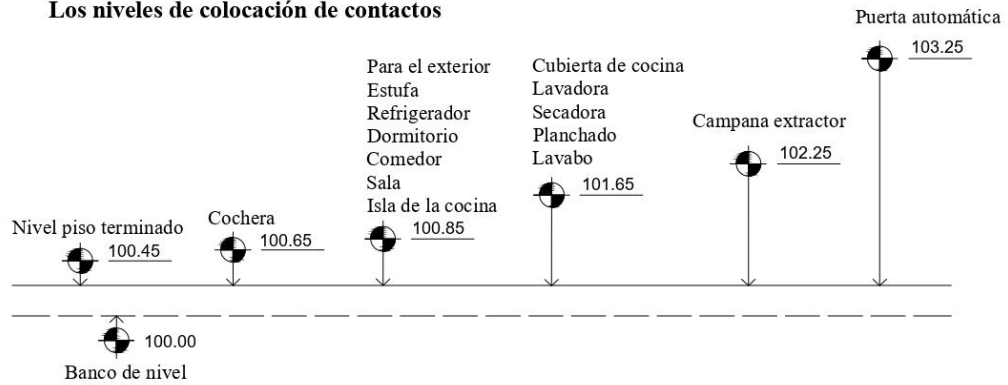 Los niveles de colocación de contactos
Puerta automática
103.25
Para el exterior
Estufa
Refrigerador
Dormitorio
Comedor
Sala
Isla de la cocina
100.85
Cubierta de cocina
Lavadora
Secadora
Planchado
Lavabo
101.65
Campana extractor
102.25
Nivel piso terminado
100.45
Cochera
100.65
100.00
Banco de nivel